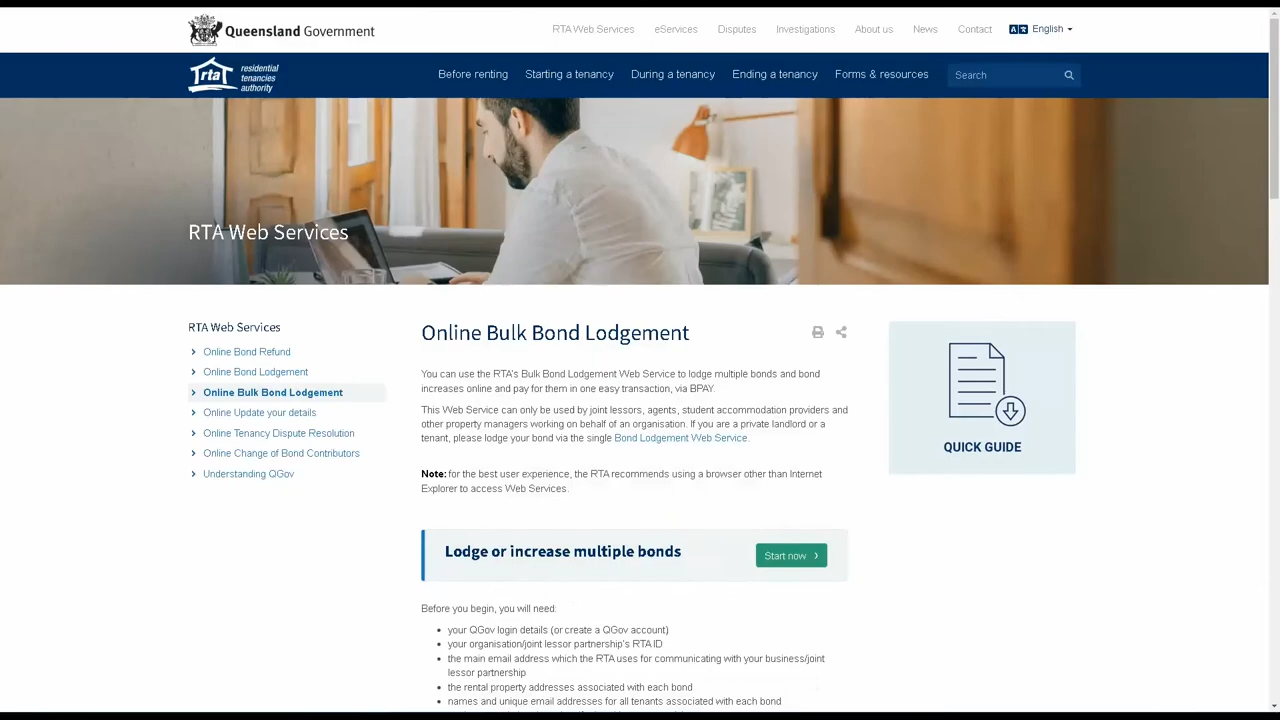 Queensland Government
RTA Web Services eServices Disputes Investigations About us News Contact English
rta residential tenancies authority
Before renting Starting a tenancy During a tenancy Ending a tenancy Forms & resources Search
RTA Web Services
RTA Web Services
Online Bond Refund
Online Bond Lodgement
Online Bulk Bond Lodgement
Online Update your details
Online Tenancy Dispute Resolution
Online Change of Bond Contributors
Understanding QGov
Online Bulk Bond Lodgement
You can use the RTA's Bulk Bond Lodgement Web Service to lodge multiple bonds and bond
increases online and pay for them in one easy transaction, via BPAY.
This Web Service can only be used by joint lessors, agents, student accommodation providers and
other property managers working on behalf of an organisation. If you are a private landlord or a
tenant, please lodge your bond via the single Bond Lodgement Web Service.
Note: for the best user experience, the RTA recommends using a browser other than Internet
Explorer to access Web Services.
Lodge or increase multiple bonds
Start now
Before you begin, you will need:
• your QGov login details (or create a QGov account)
• your organisation/joint lessor partnership's RTA ID
• the main email address which the RTA uses for communicating with your business/joint
lessor partnership
• the rental property addresses associated with each bond
• names and unique email addresses for all tenants associated with each bond
QUICK GUIDE